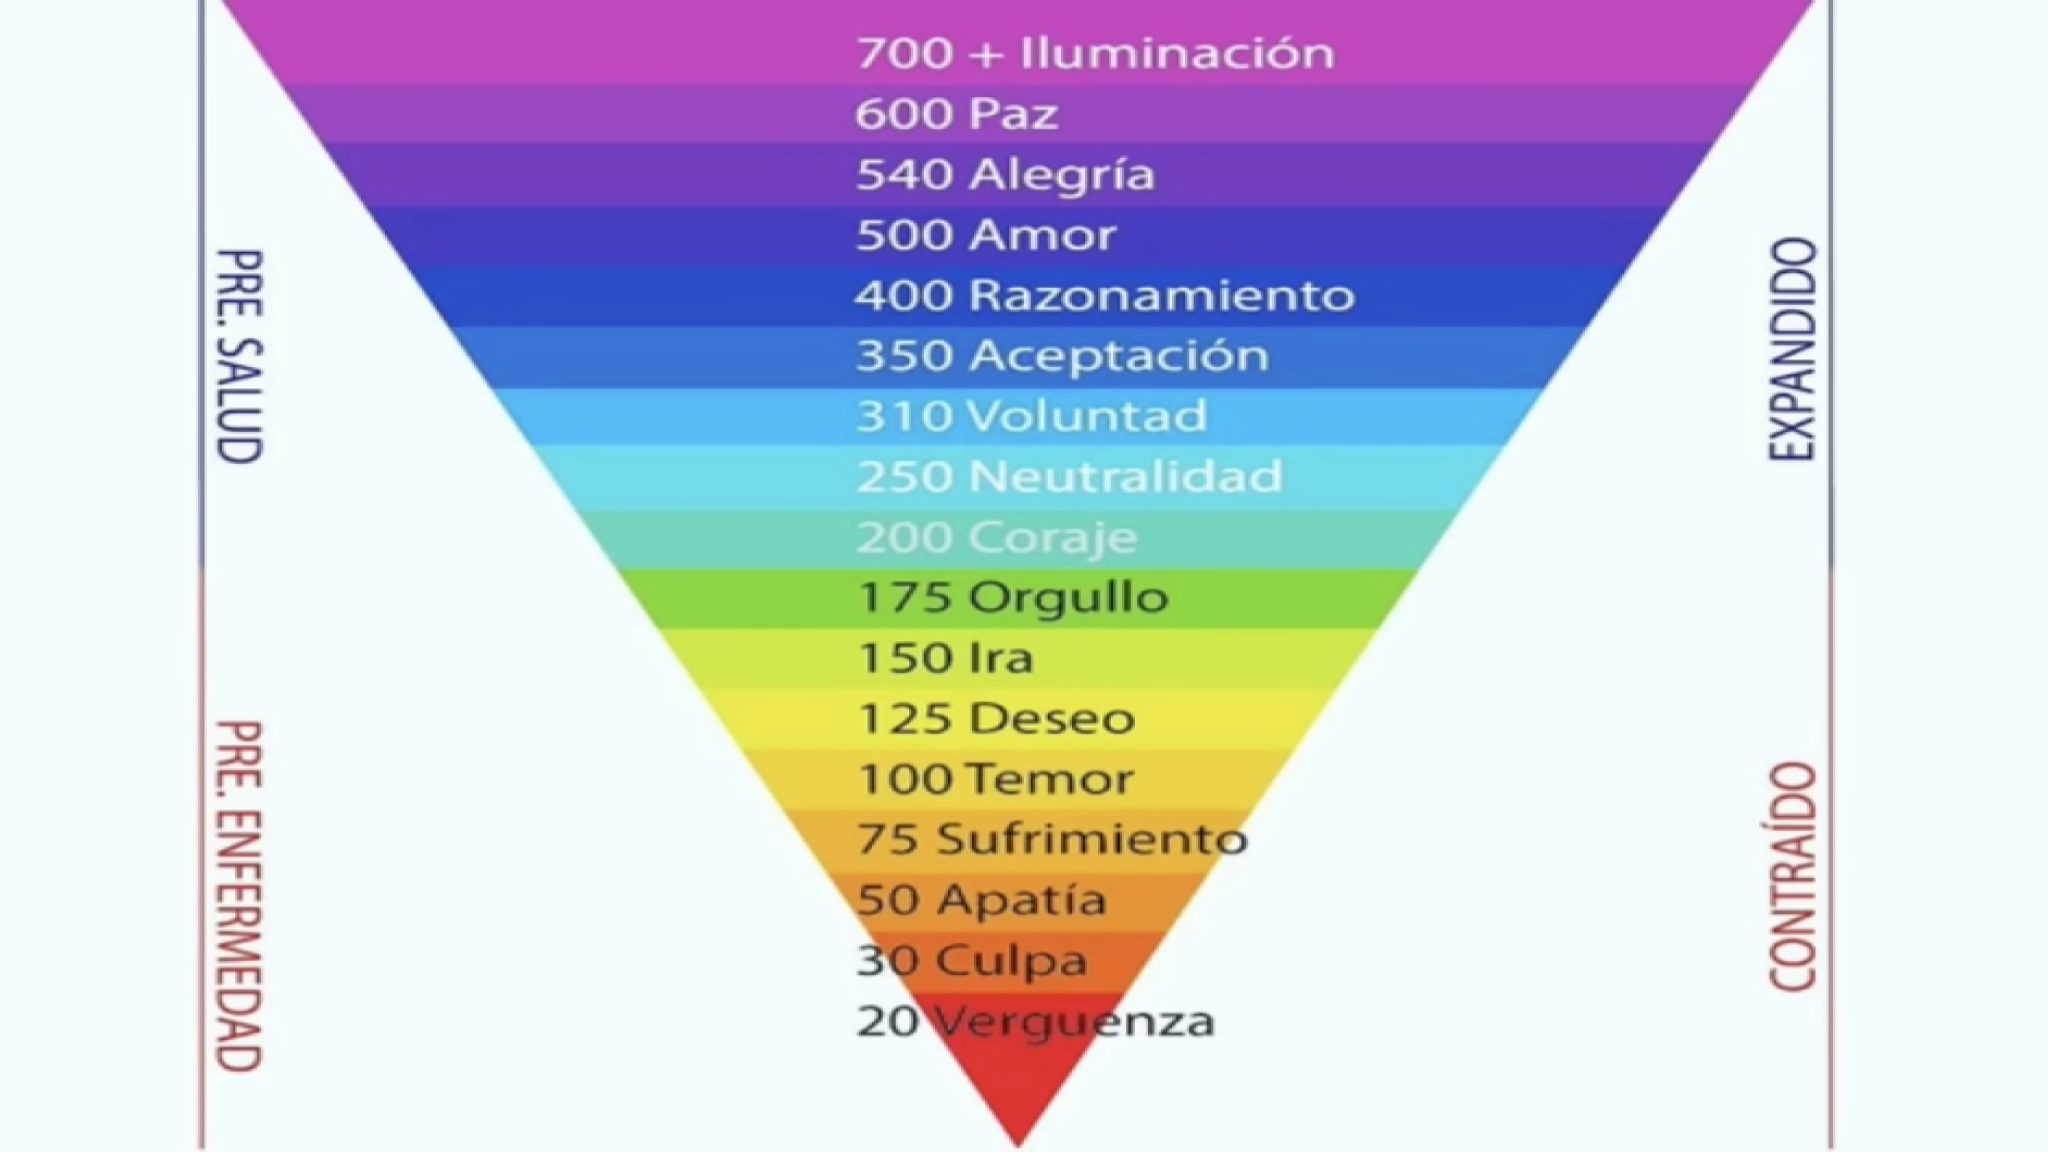 700 + Iluminación
600 Paz
540 Alegría
500 Amor
400 Razonamiento
350 Aceptación
310 Voluntad
250 Neutralidad
200 Coraje
175 Orgullo
150 Ira
125 Deseo
100 Temor
75 Sufrimiento
50 Apatía
30 Culpa
20 Verguenza
PRE. SALUD
PRE. ENFERMEDAD
EXPANDIDO
CONTRAÍDO